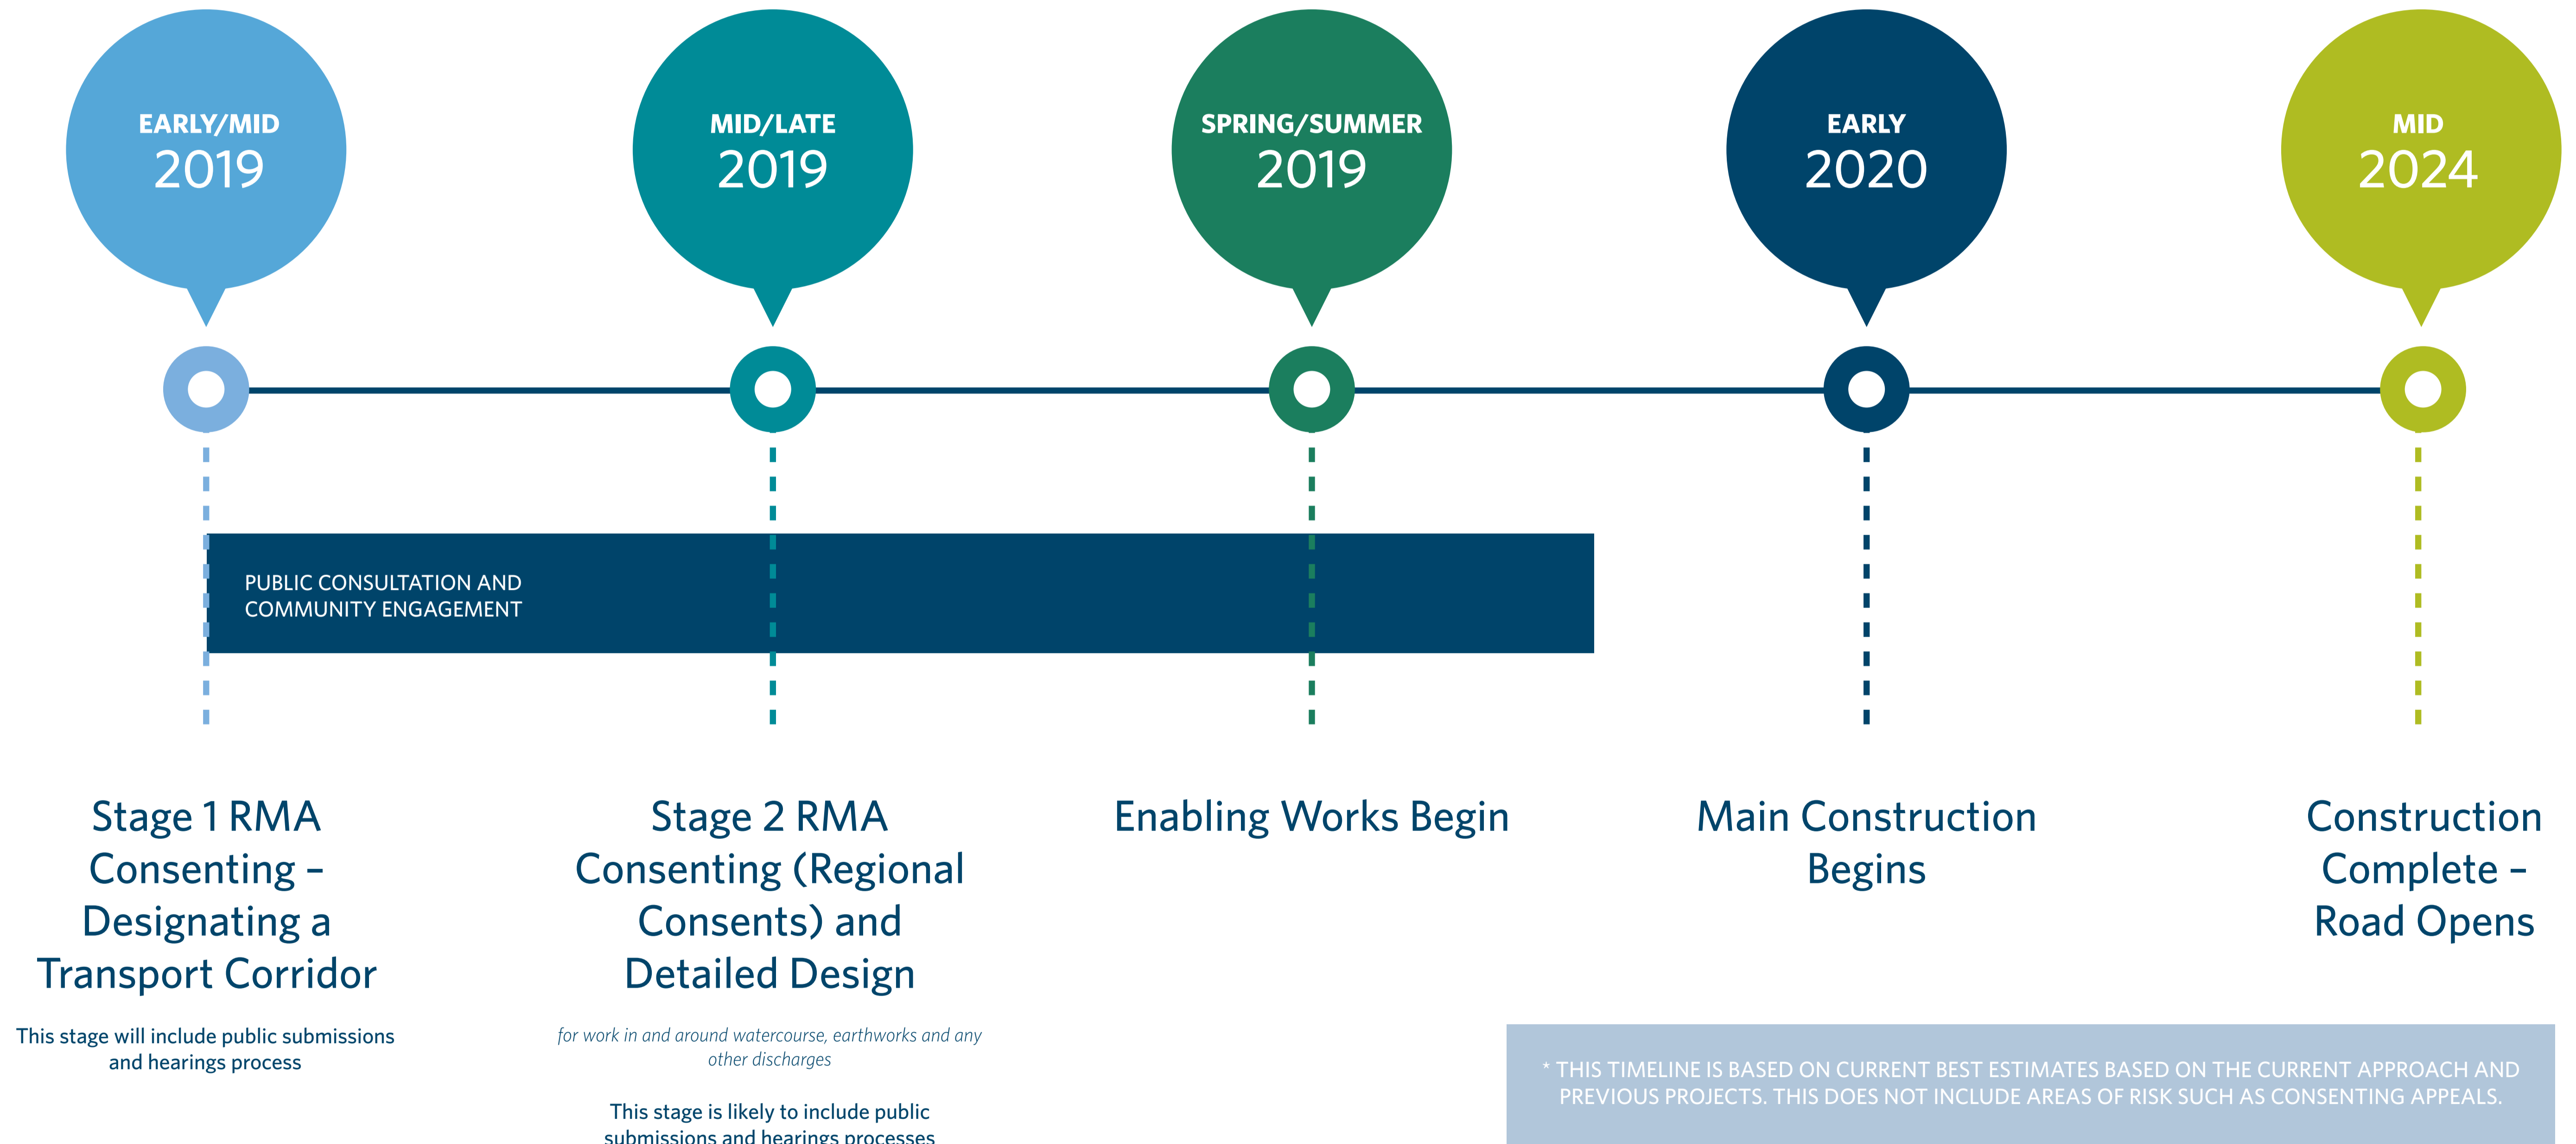 EARLY/MID
2019
MID/LATE
2019
SPRING/SUMMER
2019
EARLY
2020
MID
2024
PUBLIC CONSULTATION AND
COMMUNITY ENGAGEMENT
Stage 1 RMA
Consenting –
Designating a
Transport Corridor
This stage will include public submissions
and hearings process
Stage 2 RMA
Consenting (Regional
Consents) and
Detailed Design
for work in and around watercourse, earthworks and any
other discharges
This stage is likely to include public
submissions and hearings processes
Enabling Works Begin
Main Construction
Begins
Construction
Complete –
Road Opens
* THIS TIMELINE IS BASED ON CURRENT BEST ESTIMATES BASED ON THE CURRENT APPROACH AND
PREVIOUS PROJECTS. THIS DOES NOT INCLUDE AREAS OF RISK SUCH AS CONSENTING APPEALS.